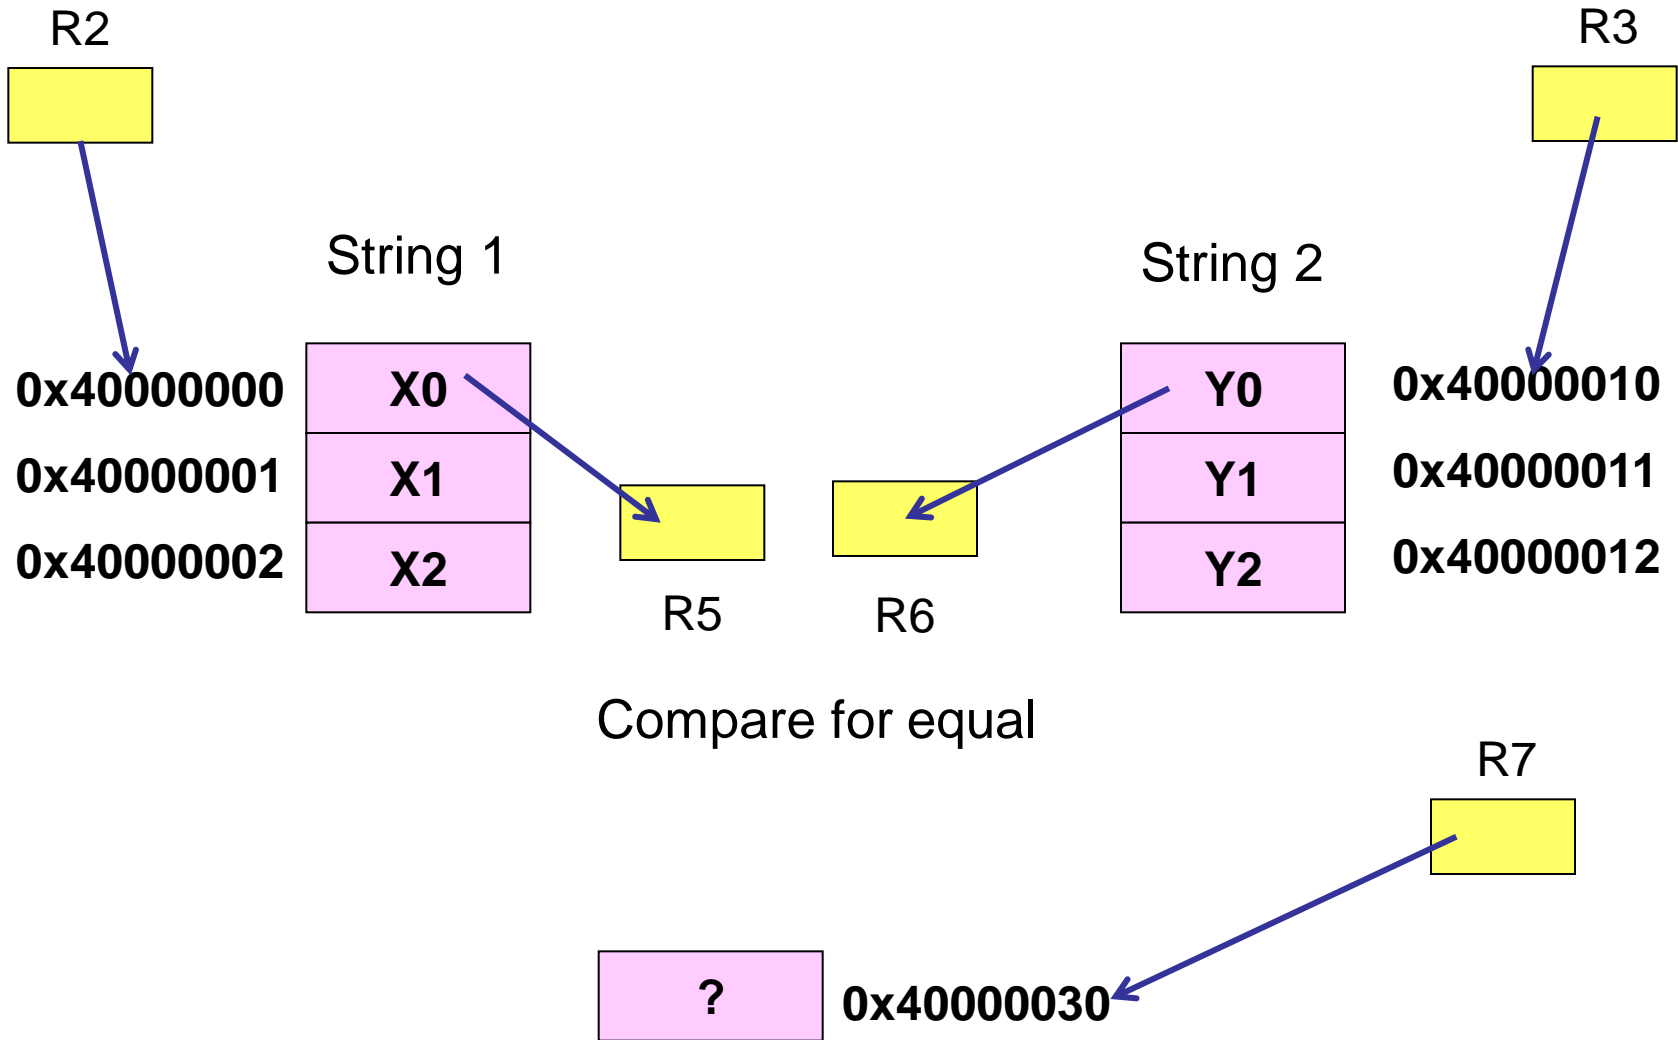 R2
R3
String 1
String 2
0x40000000
X0
Y0
0x40000010
0x40000001
X1
Y1
0x40000011
0x40000002
X2
Y2
0x40000012
R5
R6
Compare for equal
R7
?
0x40000030